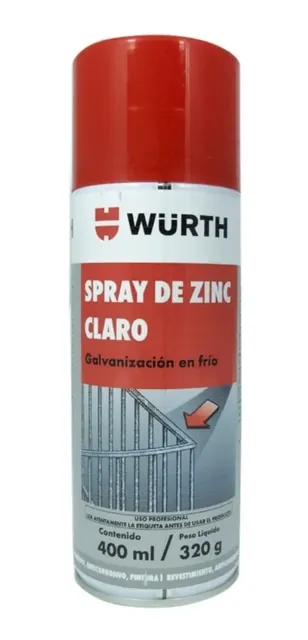 WÜRTH
SPRAY DE ZINC
CLARO
Galvanización en frío
USO PROFESIONAL
LEA ATENTAMENTE LA ETIQUETA ANTES DE USAR EL PRODUCTO
Contenido Peso Líquido
400 ml / 320 g
ANTICORROSIVO, PINTURA | REVESTIMIENTO,